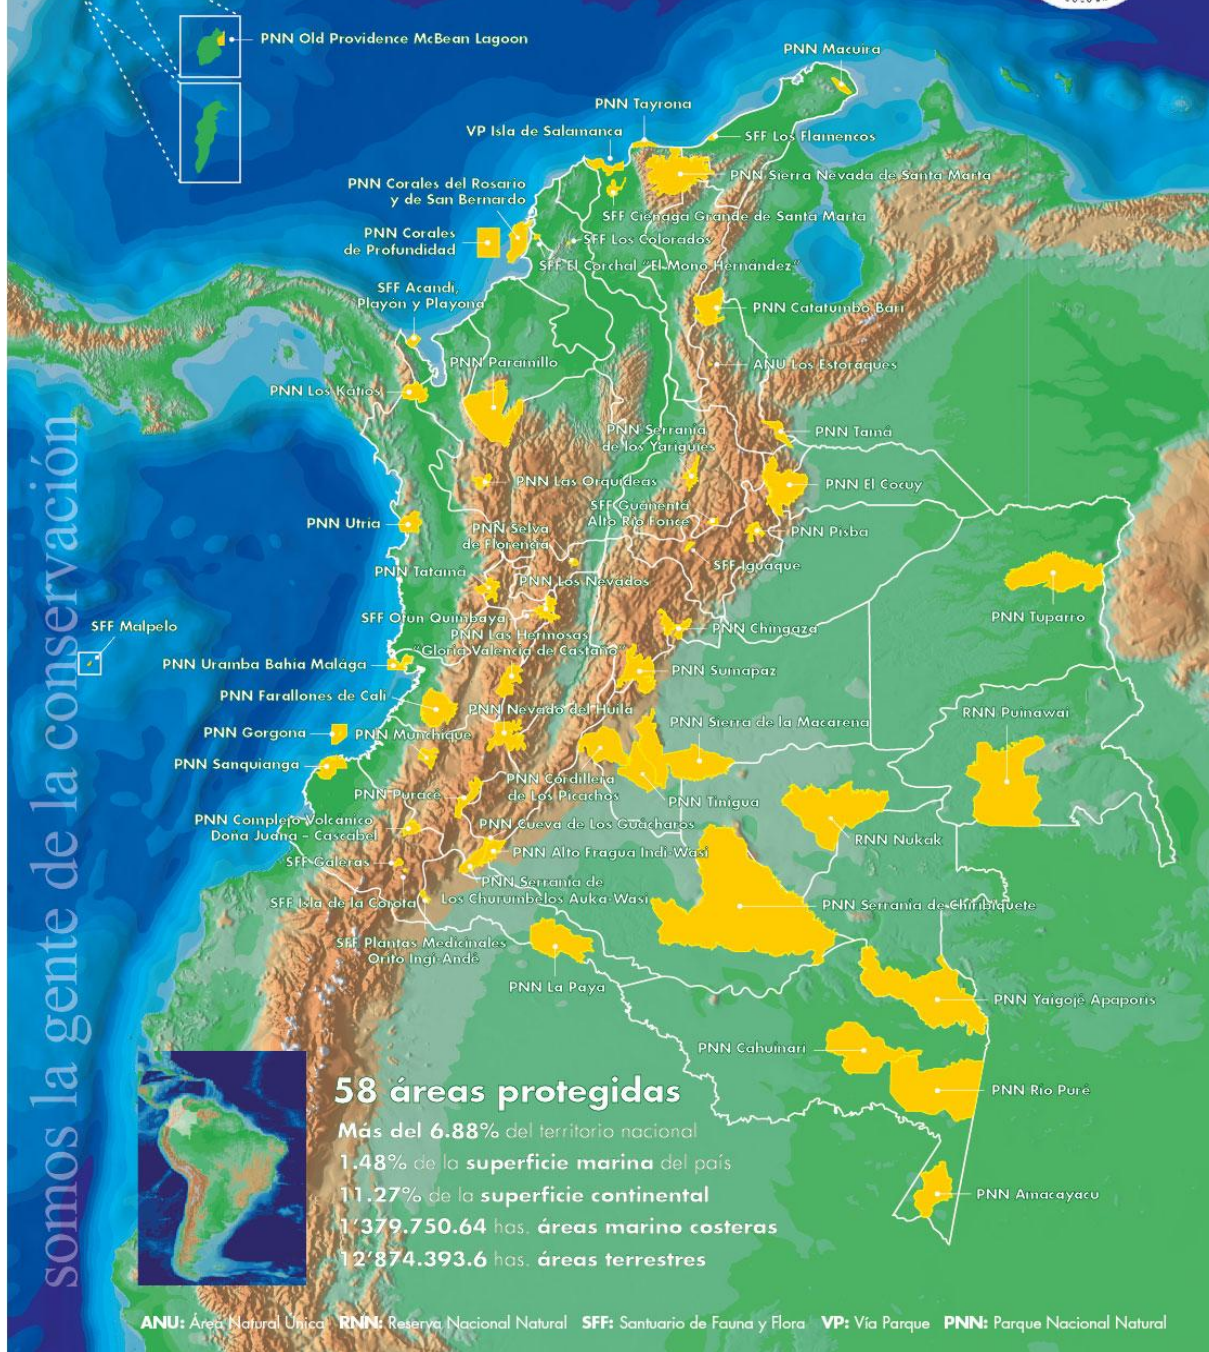 PNN Old Providence McBean Lagoon
PNN Macuira
PNN Tayrona
VP Isla de Salamanca
SFF Los Flamencos
PNN Sierra Nevada de Santa Marta
PNN Corales del Rosario
y de San Bernardo
SFF Ciénaga Grande de Santa Marta
PNN Corales
de Profundidad
SFF Los Colorados
SFF El Corchal "El Mono Hernández"
SFF Acandí,
Playón y Playona
PNN Catatumbo Barí
PNN Paramillo
ANU Los Estoraques
PNN Los Katíos
PNN Serranía
de los Yariguíes
PNN Tamá
PNN Las Orquídeas
PNN El Cocuy
SFF Guanentá
Alto Río Fonce
PNN Utría
PNN Selva
de Florencia
PNN Pisba
SFF Iguaque
PNN Tatamá
PNN Los Nevados
PNN Tuparro
SFF Otún Quimbaya
SFF Malpelo
PNN Chingaza
PNN Las Hermosas
"Gloria Valencia de Castaño"
PNN Uramba Bahía Malága
PNN Sumapaz
PNN Farallones de Cali
PNN Nevado del Huila
PNN Sierra de la Macarena
RNN Puinawai
PNN Gorgona
PNN Munchique
PNN Sanquianga
PNN Cordillera
de Los Picachos
PNN Tinigua
PNN Puracé
PNN Complejo Volcánico
Doña Juana - Cascabel
PNN Cueva de Los Guácharos
RNN Nukak
PNN Alto Fragua Indi-Wasi
SFF Galeras
PNN Serranía de
Los Churumbelos Auka-Wasi
SFF Isla de la Corota
PNN Serranía de Chiribiquete
SFF Plantas Medicinales
Orito Ingi-Andé
PNN La Paya
PNN Yaigojé Apaporis
PNN Cahuinarí
PNN Río Puré
PNN Amacayacu
somos la gente de la conservación
58 áreas protegidas
Más del 6.88% del territorio nacional
1.48% de la superficie marina del país
11.27% de la superficie continental
1'379.750.64 has. áreas marino costeras
12'874.393.6 has. áreas terrestres
ANU: Área Natural Única RNN: Reserva Nacional Natural SFF: Santuario de Fauna y Flora VP: Vía Parque PNN: Parque Nacional Natural